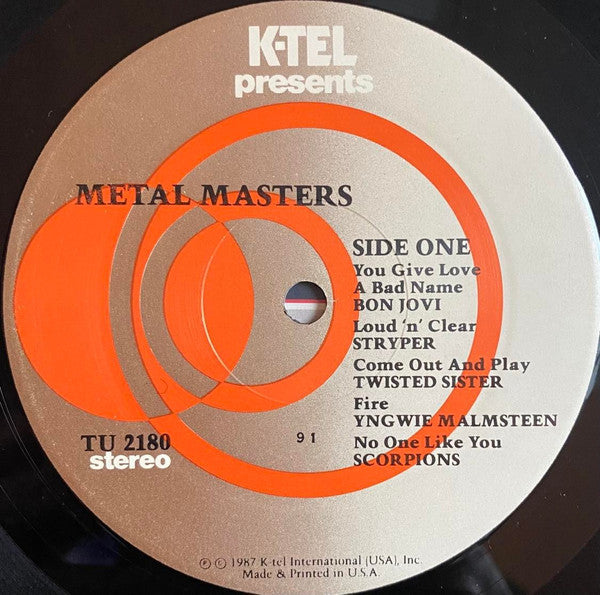 K-TEL
presents
METAL MASTERS
SIDE ONE
You Give Love
A Bad Name
BON JOVI
Loud 'n' Clear
STRYPER
Come Out And Play
TWISTED SISTER
Fire
YNGWIE MALMSTEEN
No One Like You
SCORPIONS
TU 2180
stereo
91
℗ © 1987 K-tel International (USA), Inc.
Made & Printed in U.S.A.